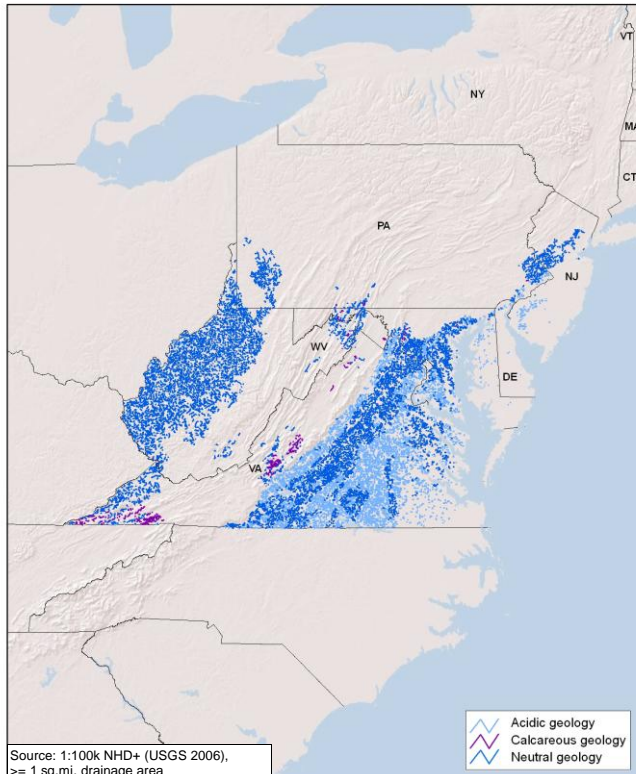 VT
NY
MA
CT
PA
NJ
WV
DE
VA
Acidic geology
Calcareous geology
Neutral geology
Source: 1:100k NHD+ (USGS 2006),
>= 1 sq.mi. drainage area